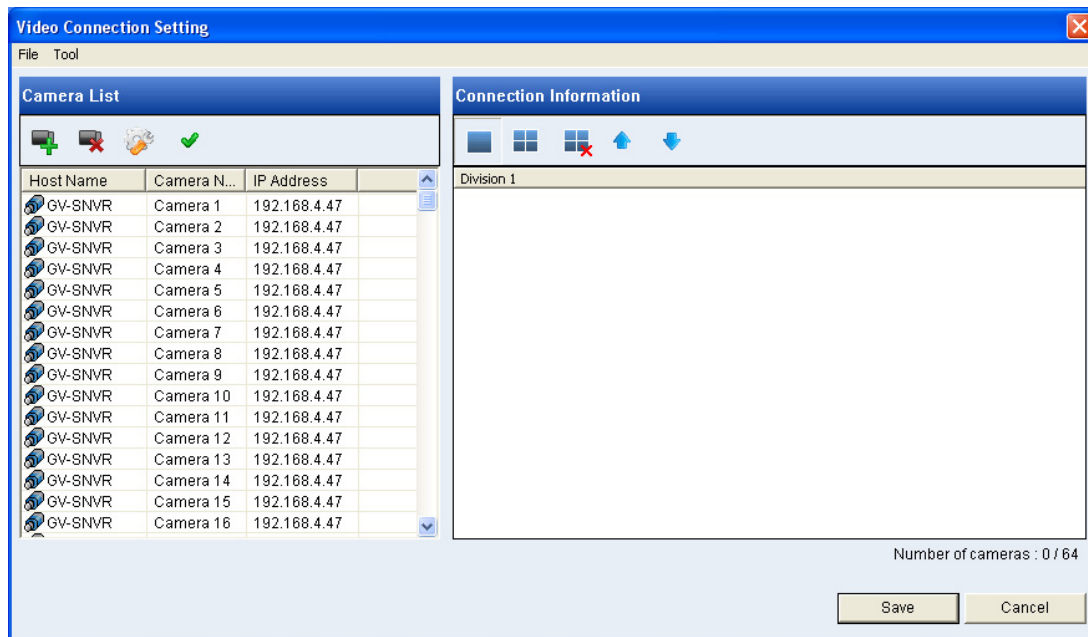 Video Connection Setting
File Tool
Camera List
Connection Information
Host Name Camera N... IP Address
Division 1
GV-SNVR Camera 1 192.168.4.47
GV-SNVR Camera 2 192.168.4.47
GV-SNVR Camera 3 192.168.4.47
GV-SNVR Camera 4 192.168.4.47
GV-SNVR Camera 5 192.168.4.47
GV-SNVR Camera 6 192.168.4.47
GV-SNVR Camera 7 192.168.4.47
GV-SNVR Camera 8 192.168.4.47
GV-SNVR Camera 9 192.168.4.47
GV-SNVR Camera 10 192.168.4.47
GV-SNVR Camera 11 192.168.4.47
GV-SNVR Camera 12 192.168.4.47
GV-SNVR Camera 13 192.168.4.47
GV-SNVR Camera 14 192.168.4.47
GV-SNVR Camera 15 192.168.4.47
GV-SNVR Camera 16 192.168.4.47
Number of cameras : 0 / 64
Save Cancel